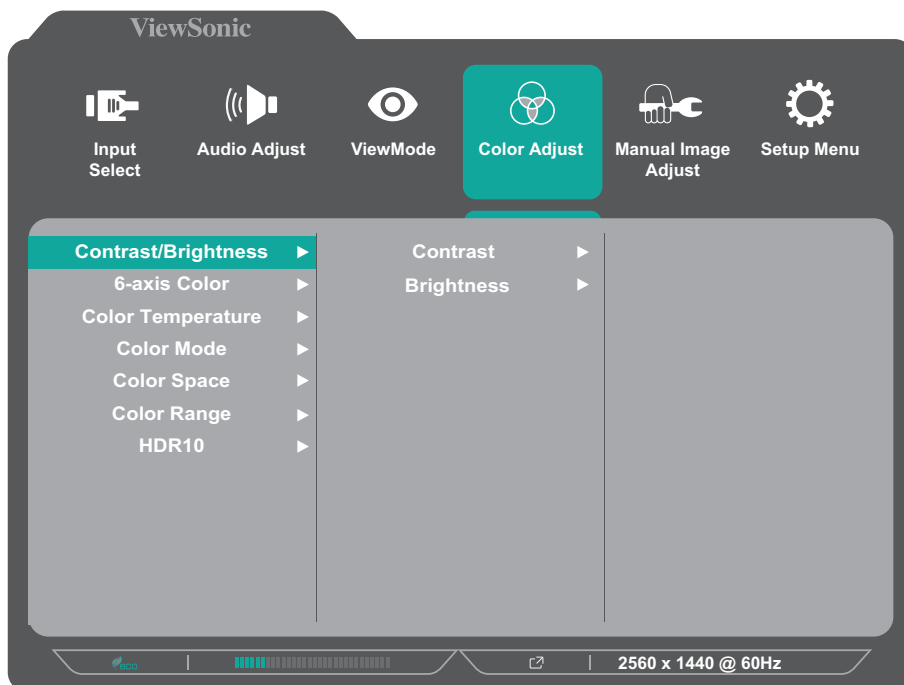 ViewSonic
Input
Select
Audio Adjust
ViewMode
Color Adjust
Manual Image
Adjust
Setup Menu
Contrast/Brightness
6-axis Color
Color Temperature
Color Mode
Color Space
Color Range
HDR10
Contrast
Brightness
eco
2560 x 1440 @ 60Hz